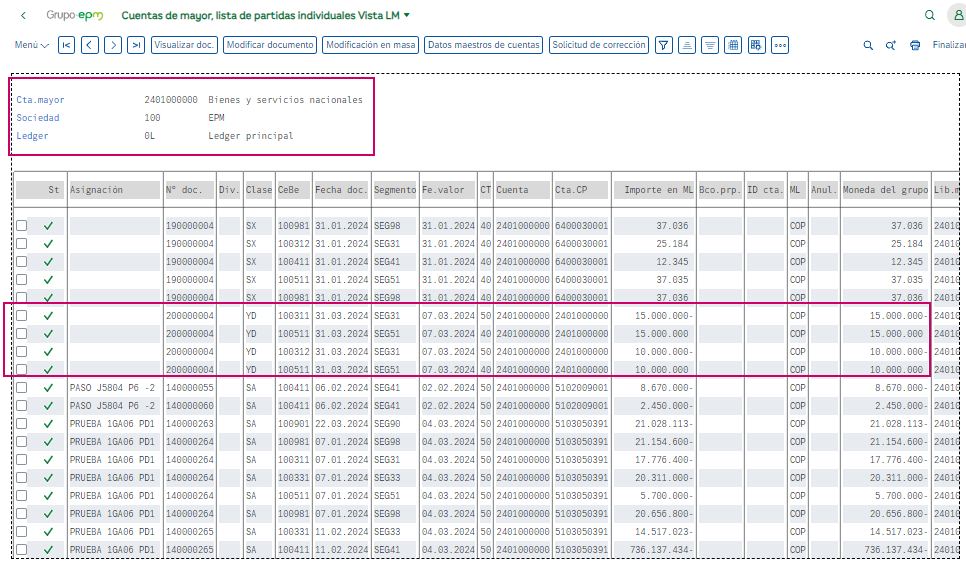 Grupo·epm Cuentas de mayor, lista de partidas individuales Vista LM
Menú Visualizar doc. Modificar documento Modificación en masa Datos maestros de cuentas Solicitud de corrección Finalizar
Cta.mayor 2401000000 Bienes y servicios nacionales
Sociedad 100 EPM
Ledger 0L Ledger principal
St Asignación N° doc. Div. Clase CeBe Fecha doc. Segmento Fe.valor CT Cuenta Cta.CP Importe en ML Bco.prp. ID cta. ML Anul. Moneda del grupo Lib.m
190000004 SX 100981 31.01.2024 SEG98 31.01.2024 40 2401000000 6400030001 37.036 COP 37.036 24010
190000004 SX 100312 31.01.2024 SEG31 31.01.2024 40 2401000000 6400030001 25.184 COP 25.184 24010
190000004 SX 100411 31.01.2024 SEG41 31.01.2024 40 2401000000 6400030001 12.345 COP 12.345 24010
190000004 SX 100511 31.01.2024 SEG51 31.01.2024 40 2401000000 6400030001 37.035 COP 37.035 24010
190000004 SX 100981 31.01.2024 SEG98 31.01.2024 40 2401000000 6400030001 37.036 COP 37.036 24010
200000004 YD 100311 31.03.2024 SEG31 07.03.2024 50 2401000000 2401000000 15.000.000- COP 15.000.000- 24010
200000004 YD 100511 31.03.2024 SEG51 07.03.2024 40 2401000000 2401000000 15.000.000 COP 15.000.000 24010
200000004 YD 100312 31.03.2024 SEG31 07.03.2024 50 2401000000 2401000000 10.000.000- COP 10.000.000- 24010
200000004 YD 100511 31.03.2024 SEG51 07.03.2024 40 2401000000 2401000000 10.000.000 COP 10.000.000 24010
PASO J5804 P6 -2 140000055 SA 100411 06.02.2024 SEG41 02.02.2024 50 2401000000 5102009001 8.670.000- COP 8.670.000- 24010
PASO J5804 P6 -2 140000060 SA 100411 06.02.2024 SEG41 02.02.2024 50 2401000000 5102009001 2.450.000- COP 2.450.000- 24010
PRUEBA 1GA06 PD1 140000263 SA 100901 22.03.2024 SEG90 04.03.2024 50 2401000000 5103050391 21.028.113- COP 21.028.113- 24010
PRUEBA 1GA06 PD1 140000264 SA 100981 07.01.2024 SEG98 04.03.2024 50 2401000000 5103050391 21.154.600- COP 21.154.600- 24010
PRUEBA 1GA06 PD1 140000264 SA 100411 07.01.2024 SEG41 04.03.2024 50 2401000000 5103050391 17.776.400- COP 17.776.400- 24010
PRUEBA 1GA06 PD1 140000264 SA 100331 07.03.2024 SEG33 04.03.2024 50 2401000000 5103050391 20.311.000- COP 20.311.000- 24010
PRUEBA 1GA06 PD1 140000264 SA 100511 07.03.2024 SEG51 04.03.2024 50 2401000000 5103050391 5.700.000- COP 5.700.000- 24010
PRUEBA 1GA06 PD1 140000264 SA 100981 07.01.2024 SEG98 04.03.2024 50 2401000000 5103050391 20.656.800- COP 20.656.800- 24010
PRUEBA 1GA06 PD1 140000265 SA 100331 11.02.2024 SEG33 04.03.2024 50 2401000000 5103050391 14.517.023- COP 14.517.023- 24010
PRUEBA 1GA06 PD1 140000265 SA 100411 11.02.2024 SEG41 04.03.2024 50 2401000000 5103050391 736.137.434- COP 736.137.434- 24010